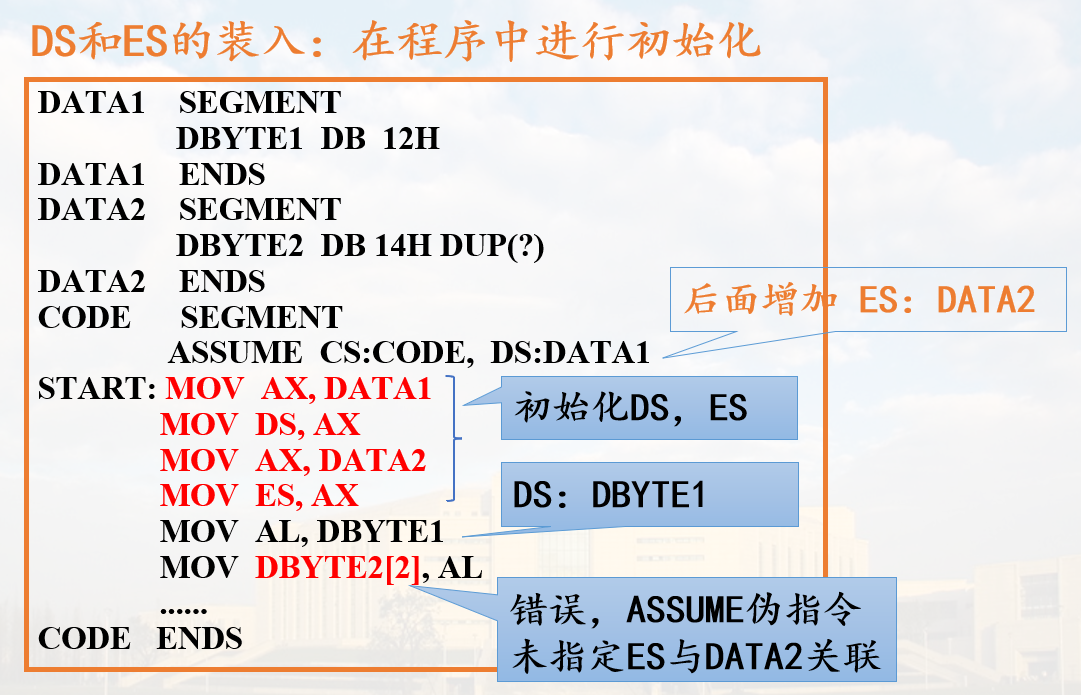 DS和ES的装入：在程序中进行初始化
DATA1 SEGMENT
DBYTE1 DB 12H
DATA1 ENDS
DATA2 SEGMENT
DBYTE2 DB 14H DUP(?)
DATA2 ENDS
CODE SEGMENT
后面增加 ES：DATA2
ASSUME CS:CODE, DS:DATA1
START: MOV AX, DATA1
MOV DS, AX
MOV AX, DATA2
MOV ES, AX
初始化DS，ES
MOV AL, DBYTE1
DS：DBYTE1
MOV DBYTE2[2], AL
错误，ASSUME伪指令
未指定ES与DATA2关联
......
CODE ENDS